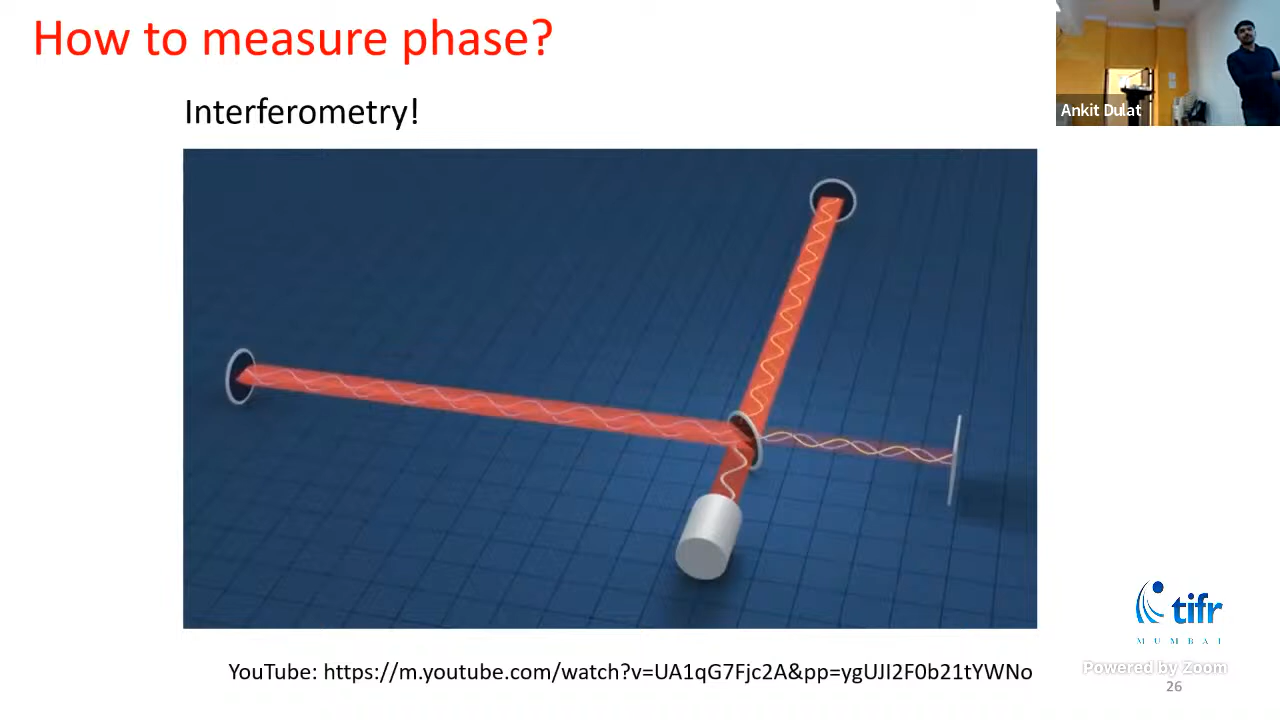 How to measure phase?
Ankit Dulat
Interferometry!
tifr
MUMBAI
YouTube: https://m.youtube.com/watch?v=UA1qG7Fjc2A&pp=ygUJI2F0b21tYWNo
Powered by Zoom
26